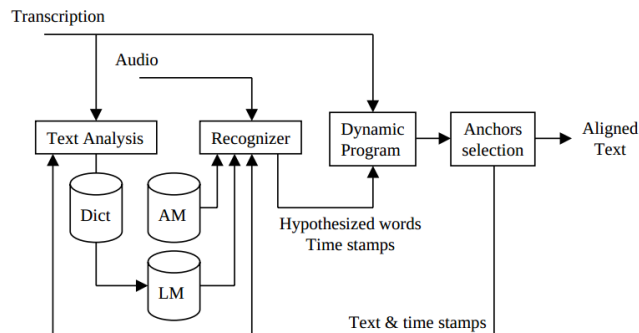 Transcription
Audio
Text Analysis
Recognizer
Dynamic
Program
Anchors
selection
Aligned
Text
Dict
AM
LM
Hypothesized words
Time stamps
Text & time stamps